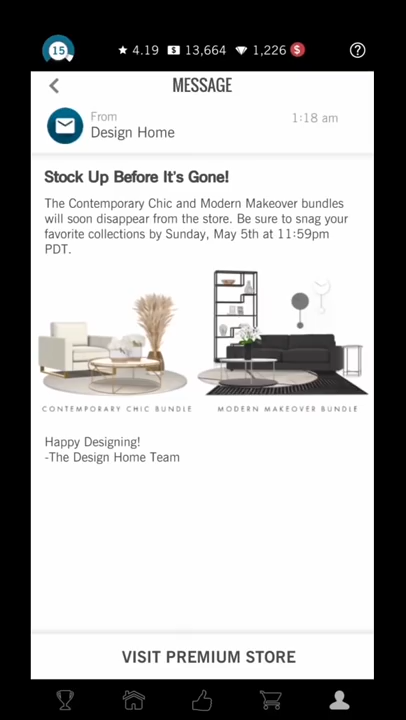 15 4.19 $ 13,664 1,226 $ ?
MESSAGE
From
Design Home
1:18 am
Stock Up Before It's Gone!
The Contemporary Chic and Modern Makeover bundles
will soon disappear from the store. Be sure to snag your
favorite collections by Sunday, May 5th at 11:59pm
PDT.
CONTEMPORARY CHIC BUNDLE
MODERN MAKEOVER BUNDLE
Happy Designing!
-The Design Home Team
VISIT PREMIUM STORE